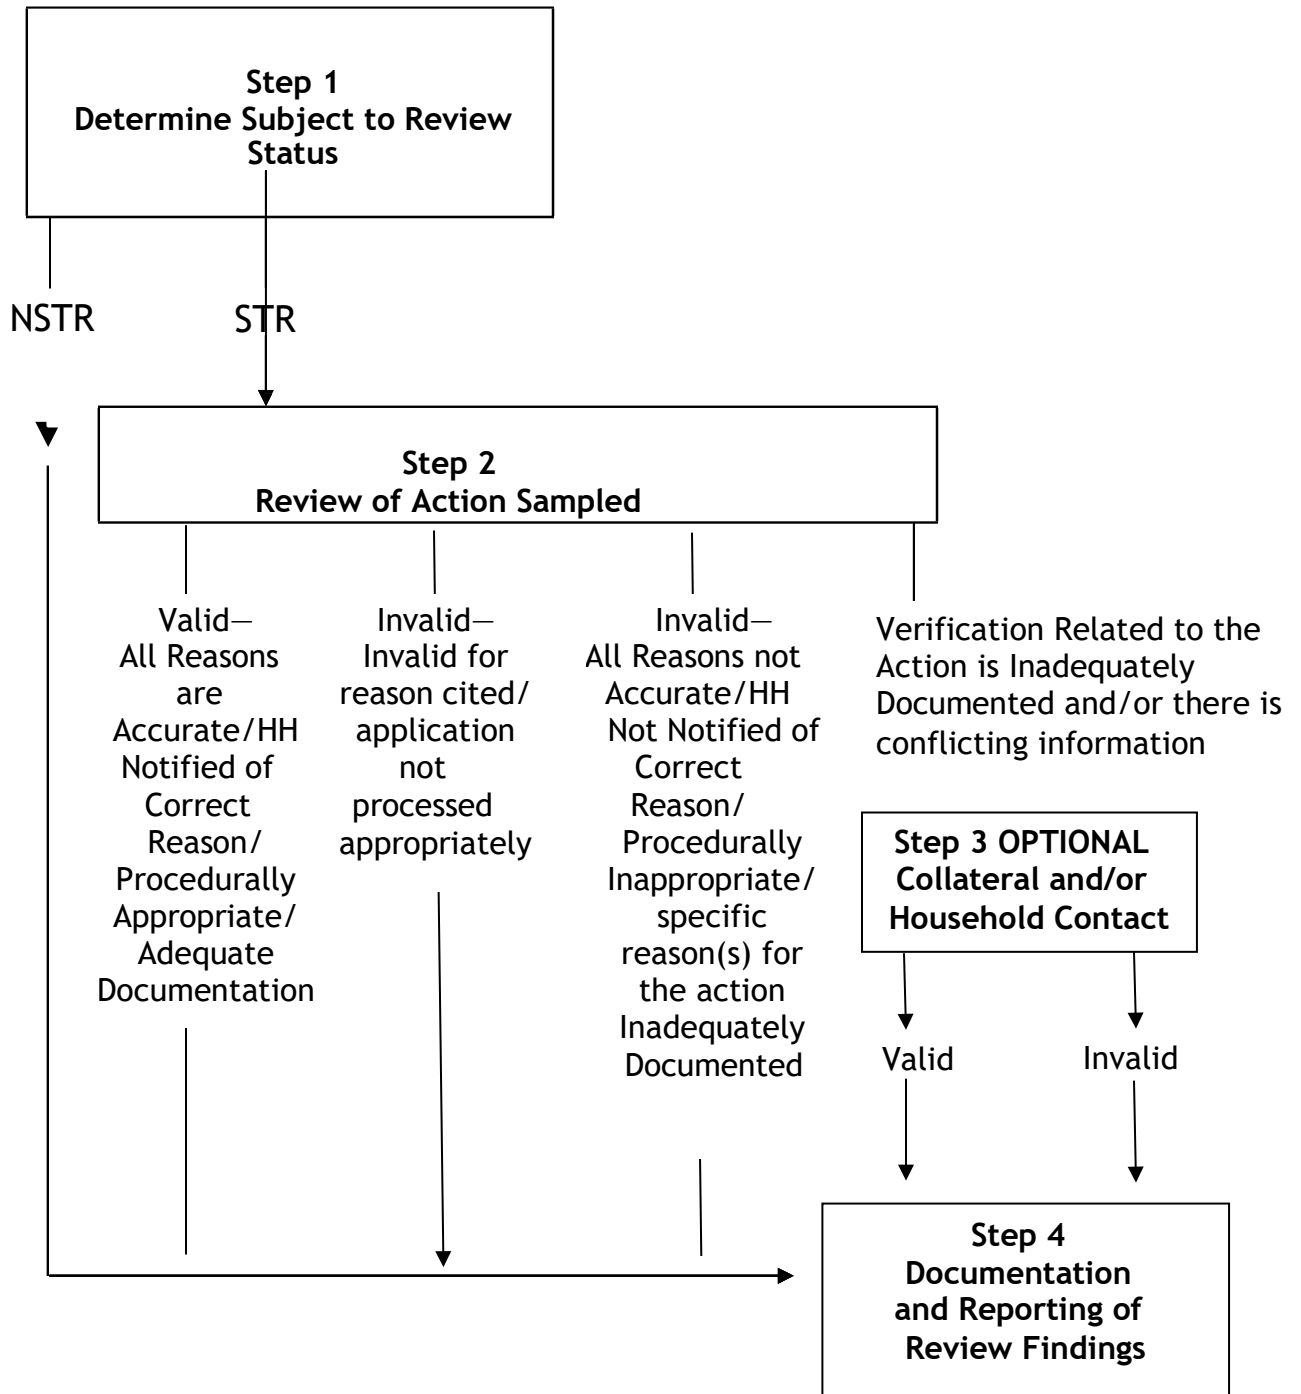 Step 1
Determine Subject to Review
Status
NSTR
STR
Step 2
Review of Action Sampled
Val—
All Reasons
are
Accurate/HH
Notified of
Correct
Reason/
Procedurally
Appropriate/
Adequate
Documentation
Invalid—
Invalid for
reason cited/
application
not
processed
appropriately
Invalid—
All Reasons not
Accurate/HH
Not Notified of
Correct
Reason/
Procedurally
Inappropriate/
specific
reason(s) for
the action
Inadequately
Documented
Verification Related to the
Action is Inadequately
Documented and/or there is
conflicting information
Step 3 OPTIONAL
Collateral and/or
Household Contact
Valid
Invalid
Step 4
Documentation
and Reporting of
Review Findings